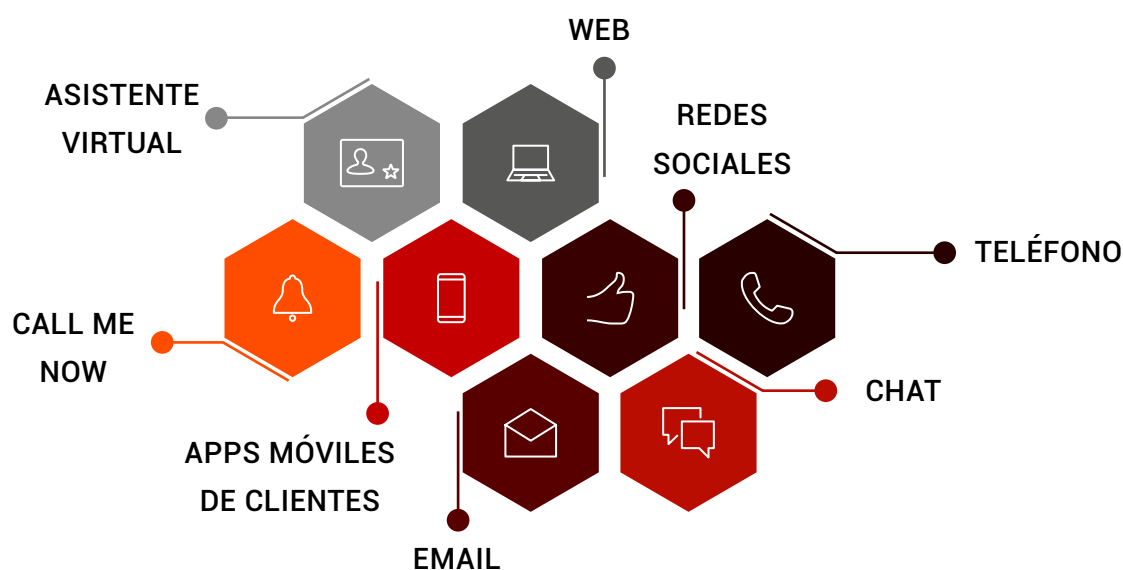 WEB
ASISTENTE
VIRTUAL
REDES
SOCIALES
TELÉFONO
CALL ME
NOW
CHAT
APPS MÓVILES
DE CLIENTES
EMAIL